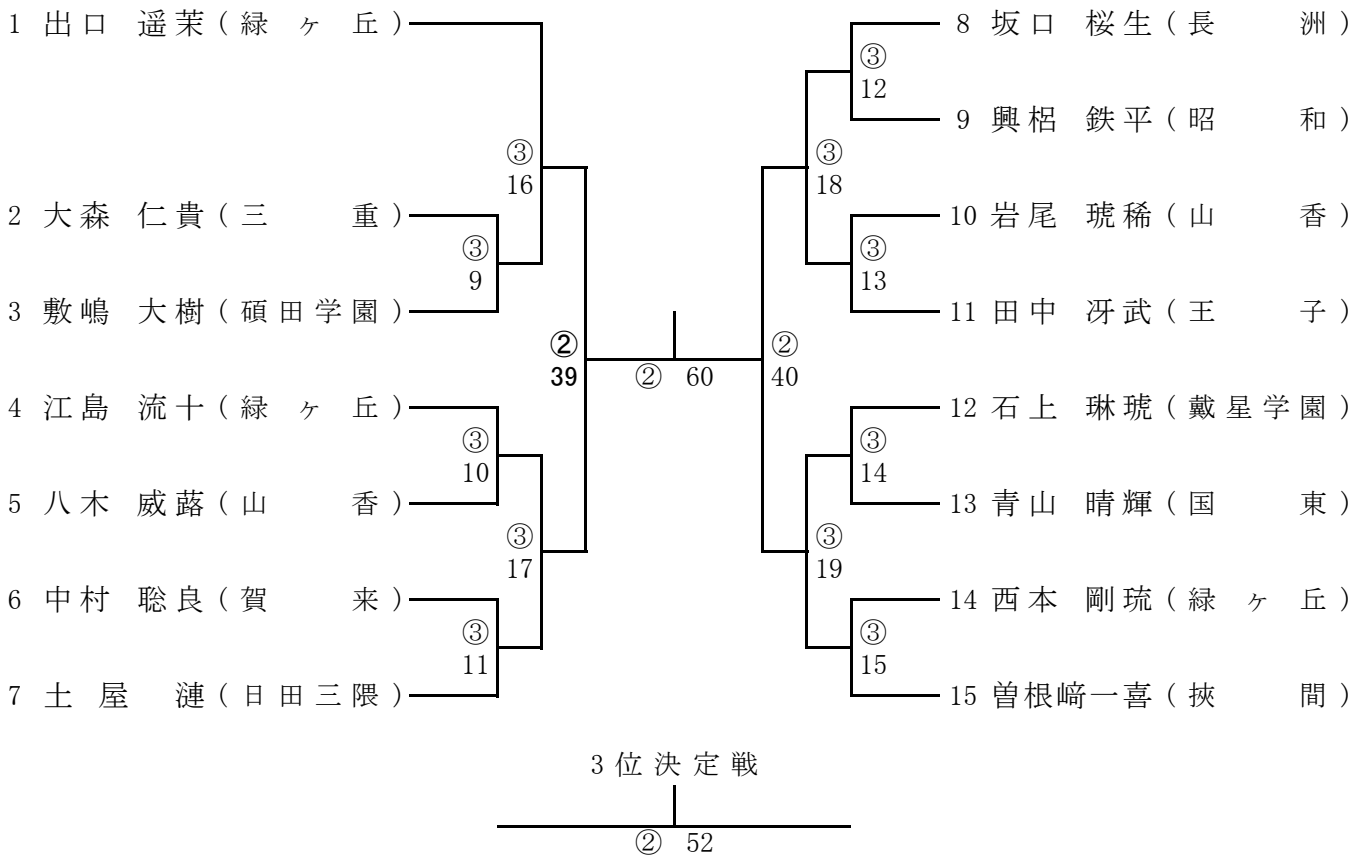 1 出口 遥茉(緑ヶ丘)
2 大森 仁貴(三 重)
3 敷嶋 大樹(碩田学園)
4 江島 流十(緑ヶ丘)
5 八木 威蕗(山 香)
6 中村 聡良(賀 来)
7 土屋 漣(日田三隈)
③
16
③
9
③
10
③
17
③
11
②
39
② 60
②
40
③
12
③
18
③
13
③
14
③
19
③
15
8 坂口 桜生(長 洲)
9 興梠 鉄平(昭 和)
10 岩尾 琥稀(山 香)
11 田中 冴武(王 子)
12 石上 琳琥(戴星学園)
13 青山 晴輝(国 東)
14 西本 剛琉(緑ヶ丘)
15 曽根﨑一喜(挾 間)
3位決定戦
② 52